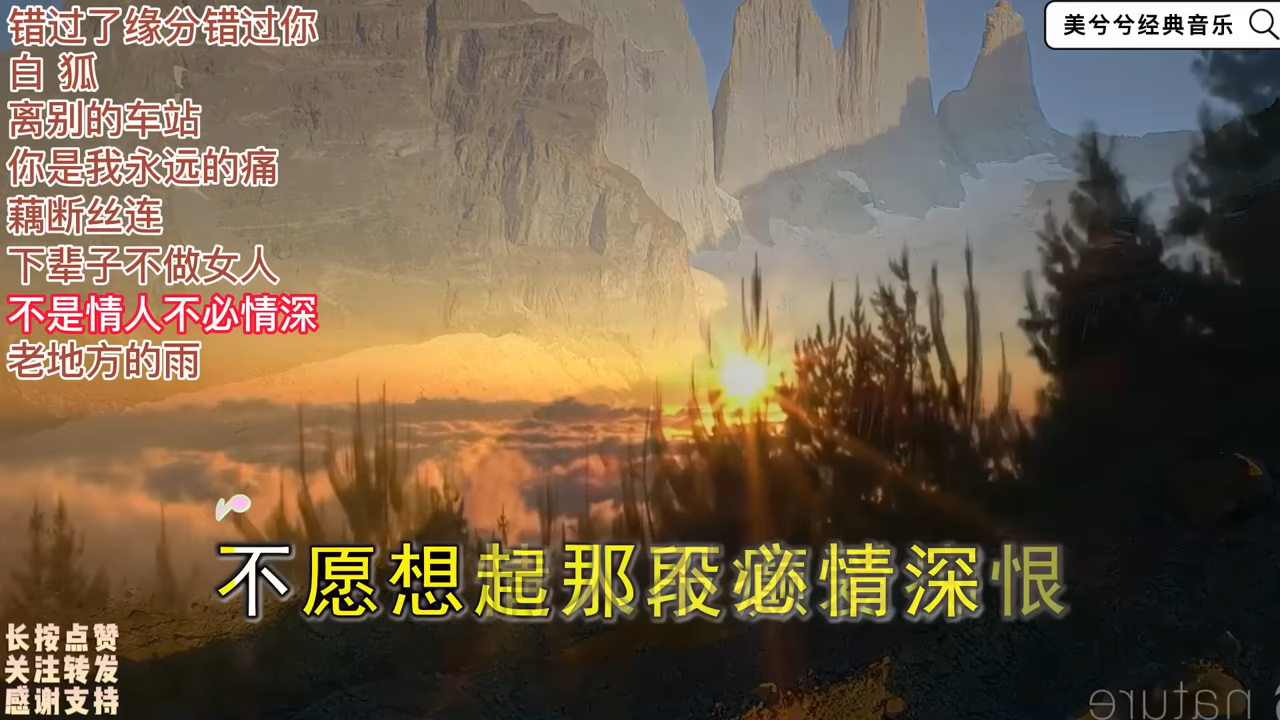 错过了缘分错过你
白 狐
离别的车站
你是我永远的痛
藕断丝连
下辈子不做女人
不是情人不必情深
老地方的雨
美兮兮经典音乐
不愿想起那段必情深恨
长按点赞
关注转发
感谢支持
nature